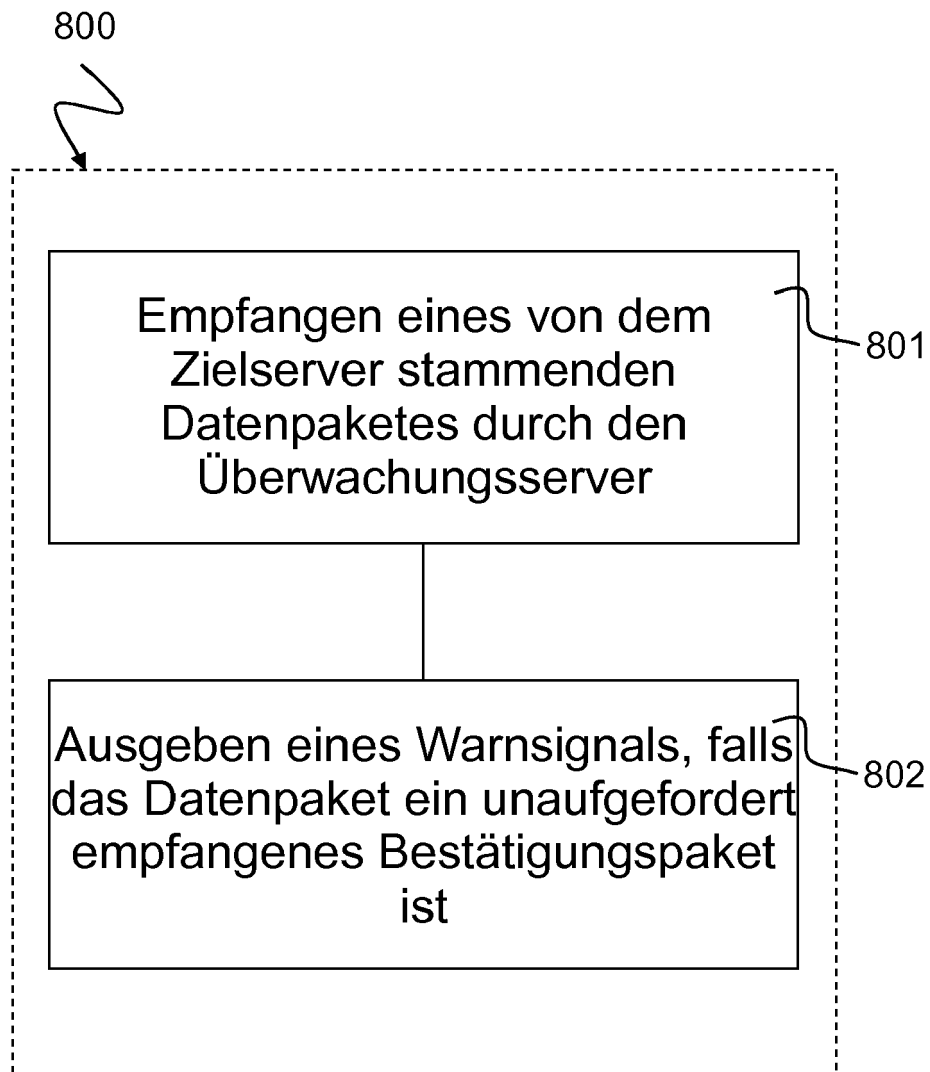 800
Empfangen eines von dem
Zielserver stammenden
Datenpaketes durch den
Überwachungsserver
801
Ausgeben eines Warnsignals, falls
das Datenpaket ein unaufgefordert
empfangenes Bestätigungspaket
ist
802